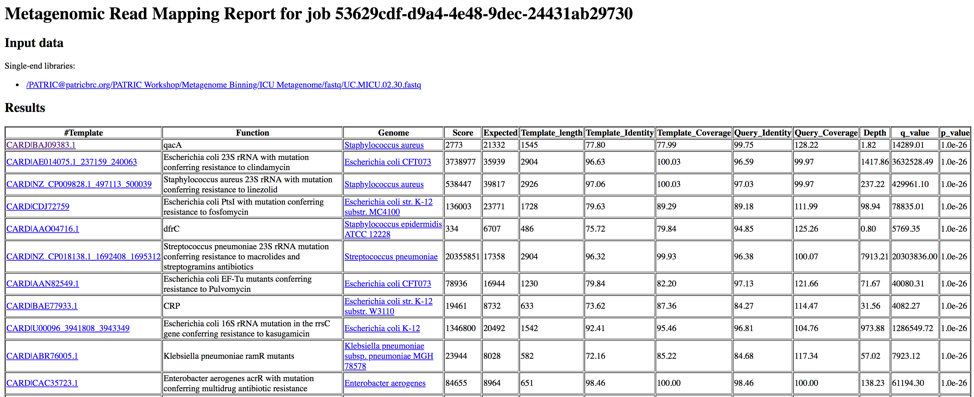 Metagenomic Read Mapping Report for job 53629cdf-d9a4-4e48-9dec-24431ab29730
Input data
Single-end libraries:
• /PATRIC@patricbrc.org/PATRIC Workshop/Metagenome Binning/ICU Metagenome/fastq/UC.MICU.02.30.fastq
Results
#Template Function Genome Score Expected Template_length Template_Identity Template_Coverage Query_Identity Query_Coverage Depth q_value p_value
CARD|BAJ09383.1 qacA Staphylococcus aureus 2773 21332 1545 77.80 77.99 99.75 128.22 1.82 14289.01 1.0e-26
CARD|AE014075.1_237159_240063 Escherichia coli 23S rRNA with mutation conferring resistance to clindamycin Escherichia coli CFT073 3738977 35939 2904 96.63 100.03 96.59 99.97 1417.86 3632528.49 1.0e-26
CARD|NZ_CP009828.1_497113_500039 Staphylococcus aureus 23S rRNA with mutation conferring resistance to linezolid Staphylococcus aureus 538447 39817 2926 97.06 100.03 97.03 99.97 237.22 429961.10 1.0e-26
CARD|CDJ72759 Escherichia coli PtsI with mutation conferring resistance to fosfomycin Escherichia coli str. K-12 substr. MC4100 136003 23771 1728 79.63 89.29 89.18 111.99 98.94 78835.01 1.0e-26
CARD|AAO04716.1 dfrC Staphylococcus epidermidis ATCC 12228 334 6707 486 75.72 79.84 94.85 125.26 0.80 5769.35 1.0e-26
CARD|NZ_CP018138.1_1692408_1695312 Streptococcus pneumoniae 23S rRNA mutation conferring resistance to macrolides and streptogramins antibiotics Streptococcus pneumoniae 20355851 17358 2904 96.32 99.93 96.38 100.07 7913.21 20303836.00 1.0e-26
CARD|AAN82549.1 Escherichia coli EF-Tu mutants conferring resistance to Pulvomycin Escherichia coli CFT073 78936 16944 1230 79.84 82.20 97.13 121.66 71.67 40080.31 1.0e-26
CARD|BAE77933.1 CRP Escherichia coli str. K-12 substr. W3110 19461 8732 633 73.62 87.36 84.27 114.47 31.56 4082.27 1.0e-26
CARD|U00096_3941808_3943349 Escherichia coli 16S rRNA mutation in the rrsC gene conferring resistance to kasugamicin Escherichia coli K-12 1346800 20492 1542 92.41 95.46 96.81 104.76 973.88 1286549.72 1.0e-26
CARD|ABR76005.1 Klebsiella pneumoniae ramR mutants Klebsiella pneumoniae subsp. pneumoniae MGH 78578 23944 8028 582 72.16 85.22 84.68 117.34 57.02 7923.12 1.0e-26
CARD|CAC35723.1 Enterobacter aerogenes acrR with mutation conferring multidrug antibiotic resistance Enterobacter aerogenes 84655 8964 651 98.46 100.00 98.46 100.00 138.23 61194.30 1.0e-26